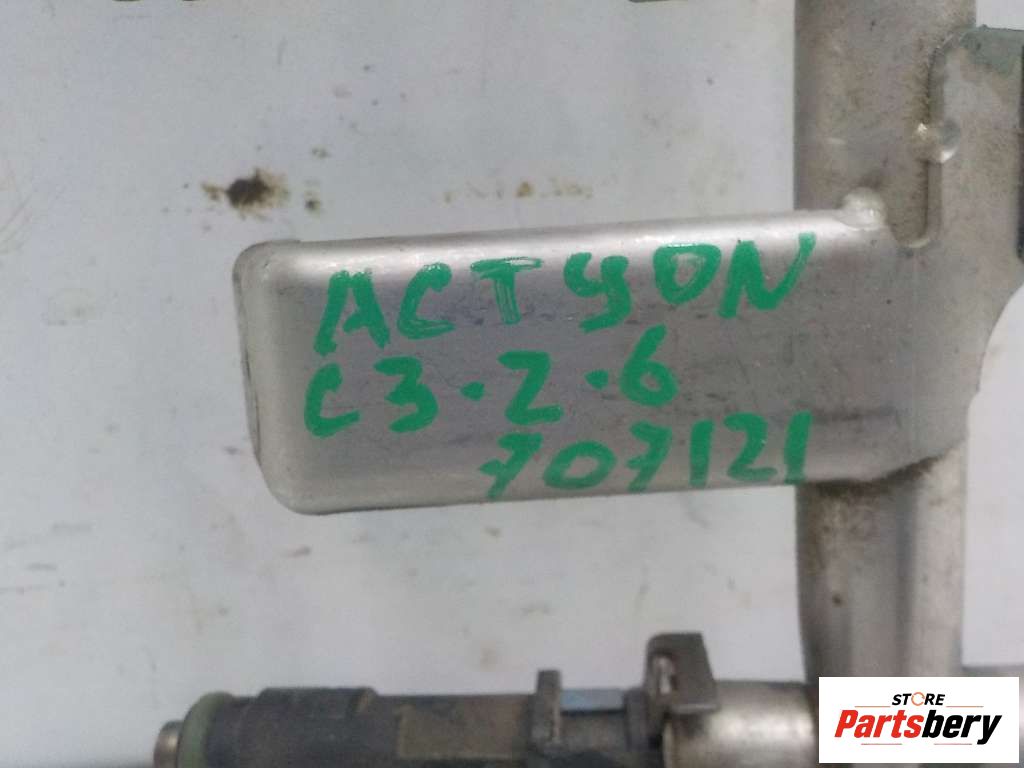 ACTYON
C3.2.6
707121
STORE
Partsbery